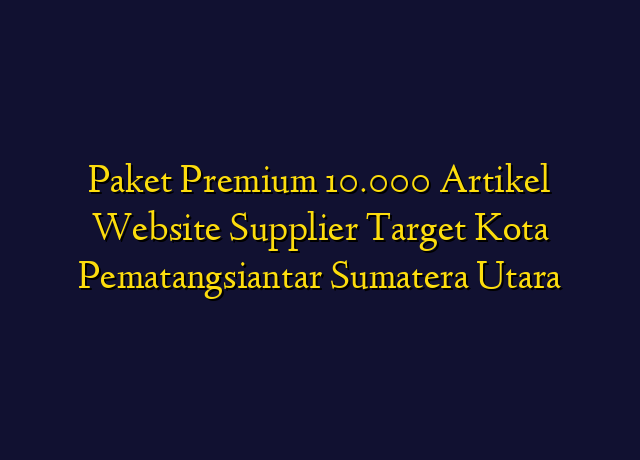 Paket Premium 10.000 Artikel
Website Supplier Target Kota
Pematangsiantar Sumatera Utara